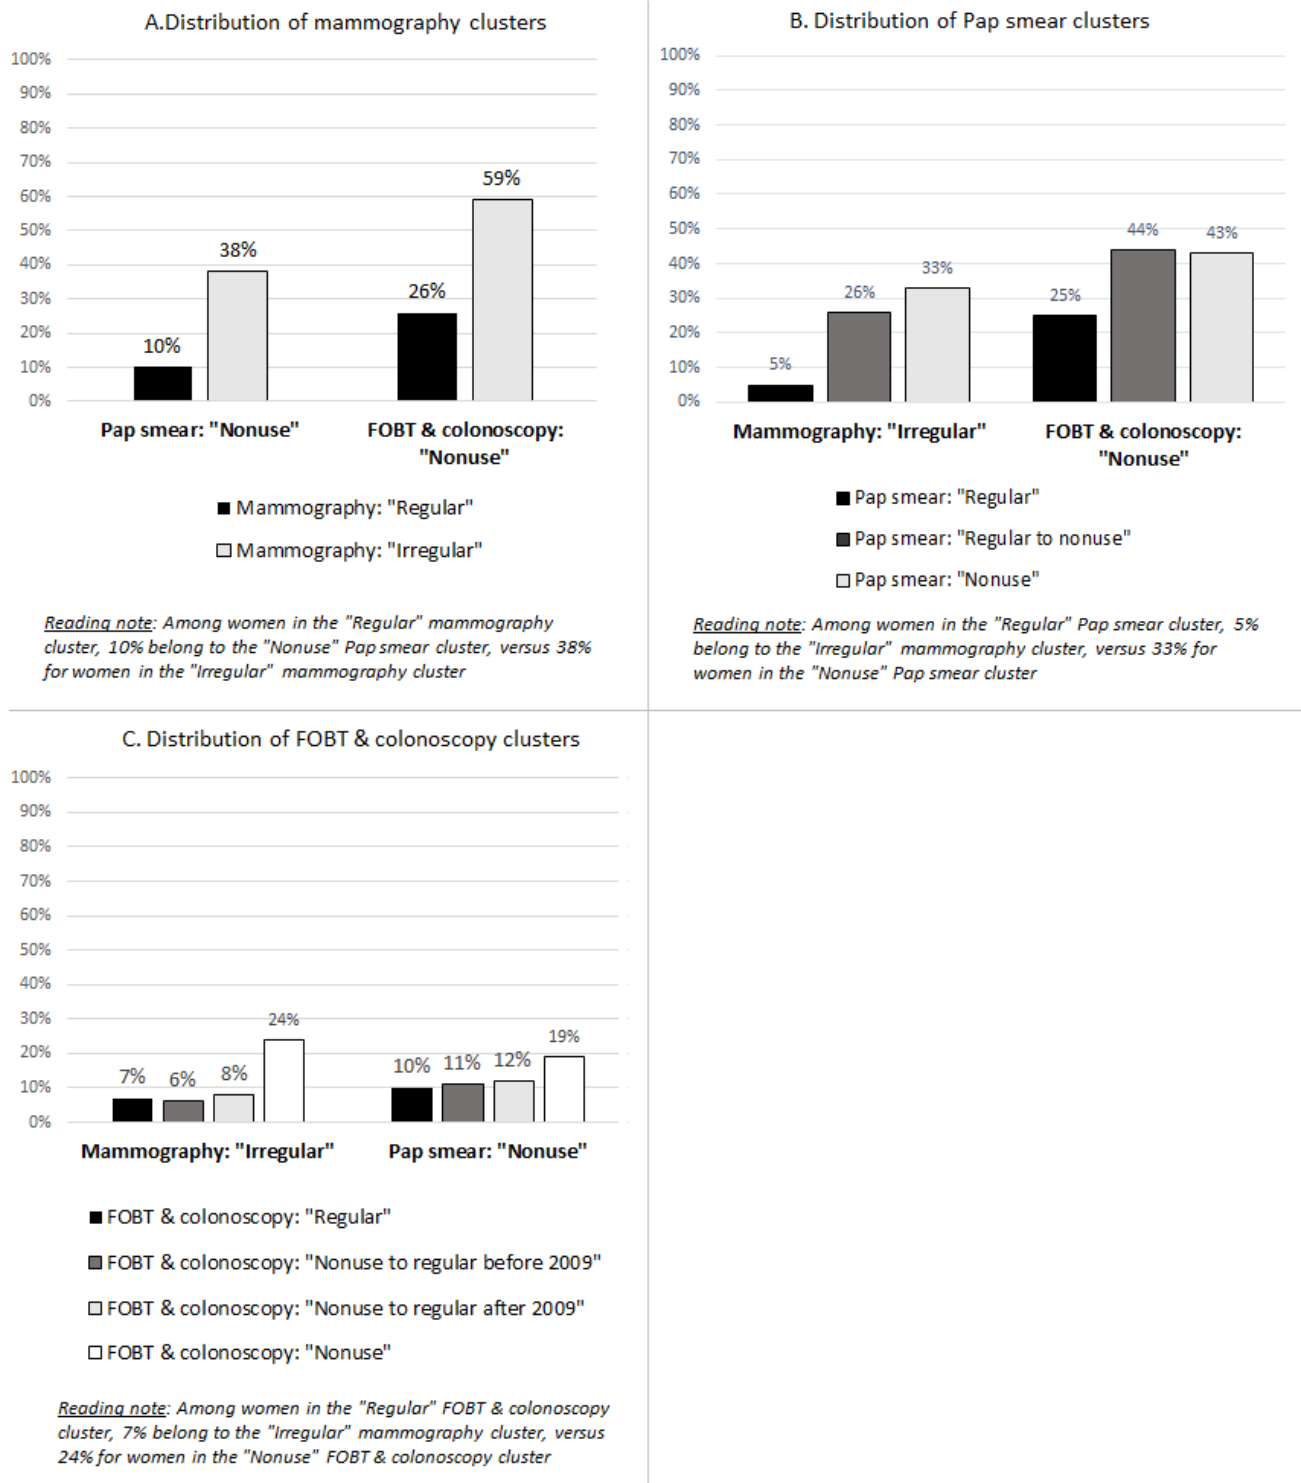 A.Distribution of mammography clusters
100%
90%
80%
70%
60%
50%
40%
30%
20%
10%
0%
10%
38%
26%
59%
Pap smear: "Nonuse"
FOBT & colonoscopy:
"Nonuse"
Mammography: "Regular"
Mammography: "Irregular"
Reading note: Among women in the "Regular" mammography
cluster, 10% belong to the "Nonuse" Pap smear cluster, versus 38%
for women in the "Irregular" mammography cluster
B. Distribution of Pap smear clusters
100%
90%
80%
70%
60%
50%
40%
30%
20%
10%
0%
5%
26%
33%
25%
44%
43%
Mammography: "Irregular"
FOBT & colonoscopy:
"Nonuse"
Pap smear: "Regular"
Pap smear: "Regular to nonuse"
Pap smear: "Nonuse"
Reading note: Among women in the "Regular" Pap smear cluster, 5%
belong to the "Irregular" mammography cluster, versus 33% for
women in the "Nonuse" Pap smear cluster
C. Distribution of FOBT & colonoscopy clusters
100%
90%
80%
70%
60%
50%
40%
30%
20%
10%
0%
7%
6%
8%
24%
10%
11%
12%
19%
Mammography: "Irregular"
Pap smear: "Nonuse"
FOBT & colonoscopy: "Regular"
FOBT & colonoscopy: "Nonuse to regular before 2009"
FOBT & colonoscopy: "Nonuse to regular after 2009"
FOBT & colonoscopy: "Nonuse"
Reading note: Among women in the "Regular" FOBT & colonoscopy
cluster, 7% belong to the "Irregular" mammography cluster, versus
24% for women in the "Nonuse" FOBT & colonoscopy cluster